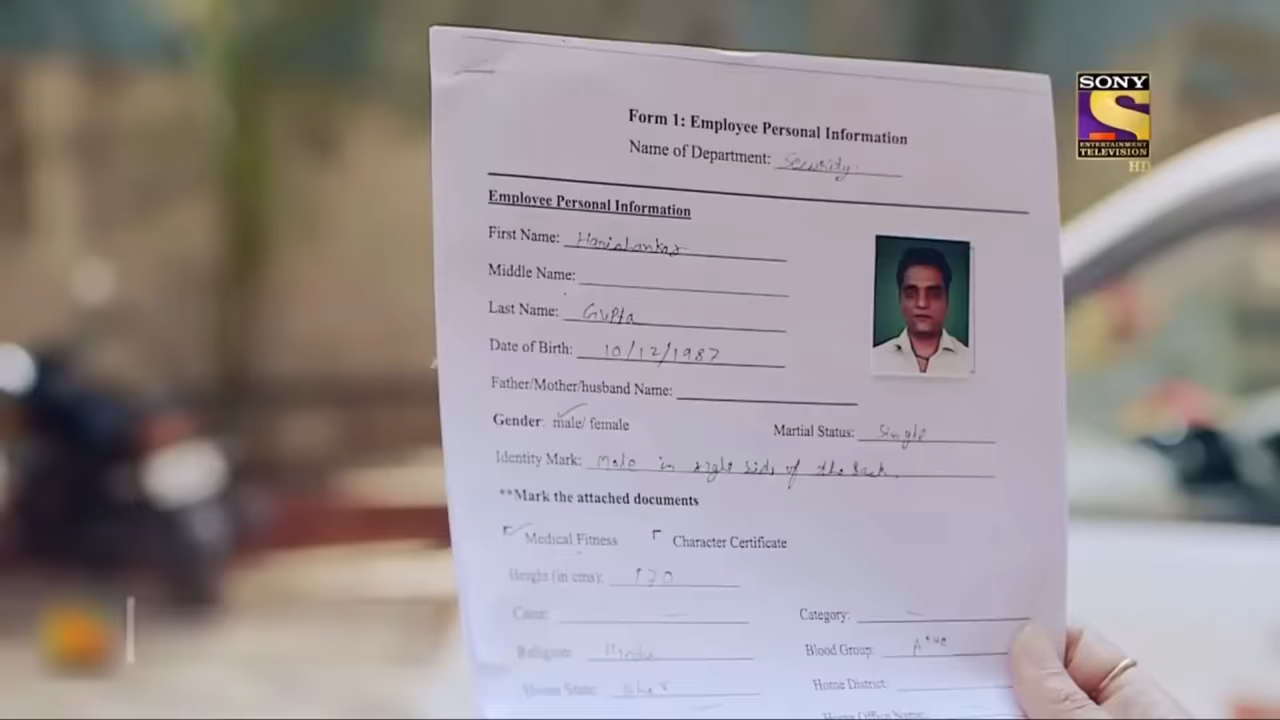 SONY
S
ENTERTAINMENT
TELEVISION
HD
Form 1: Employee Personal Information
Name of Department: Security
Employee Personal Information
First Name: Harishankar
Middle Name:
Last Name: Gupta
Date of Birth: 10/12/1987
Father/Mother/husband Name:
Gender: male/ female
Martial Status: Single
Identity Mark: Mole in right side of the back
**Mark the attached documents
Medical Fitness
Character Certificate
Height (in cms): 170
Caste:
Category:
Religion: Hindu
Blood Group: A+ve
Home State:
Home District:
Home Office Name: